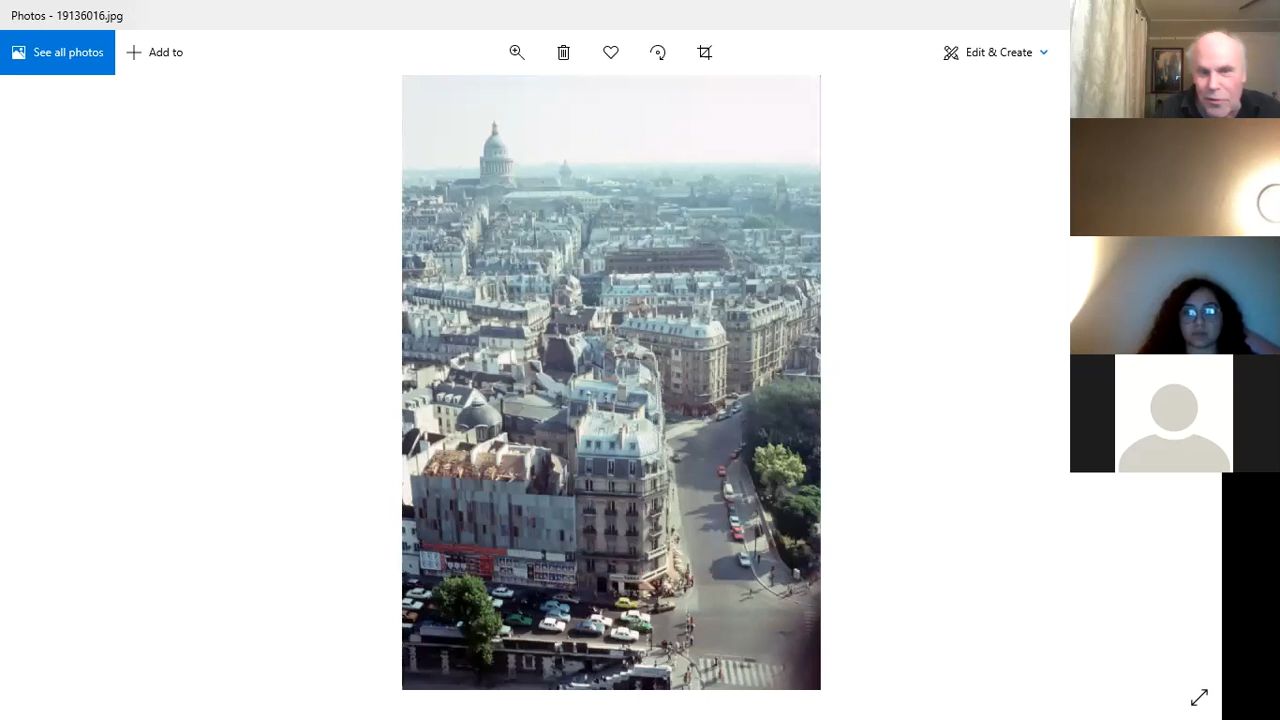 Photos - 19136016.jpg
See all photos
Add to
Edit & Create